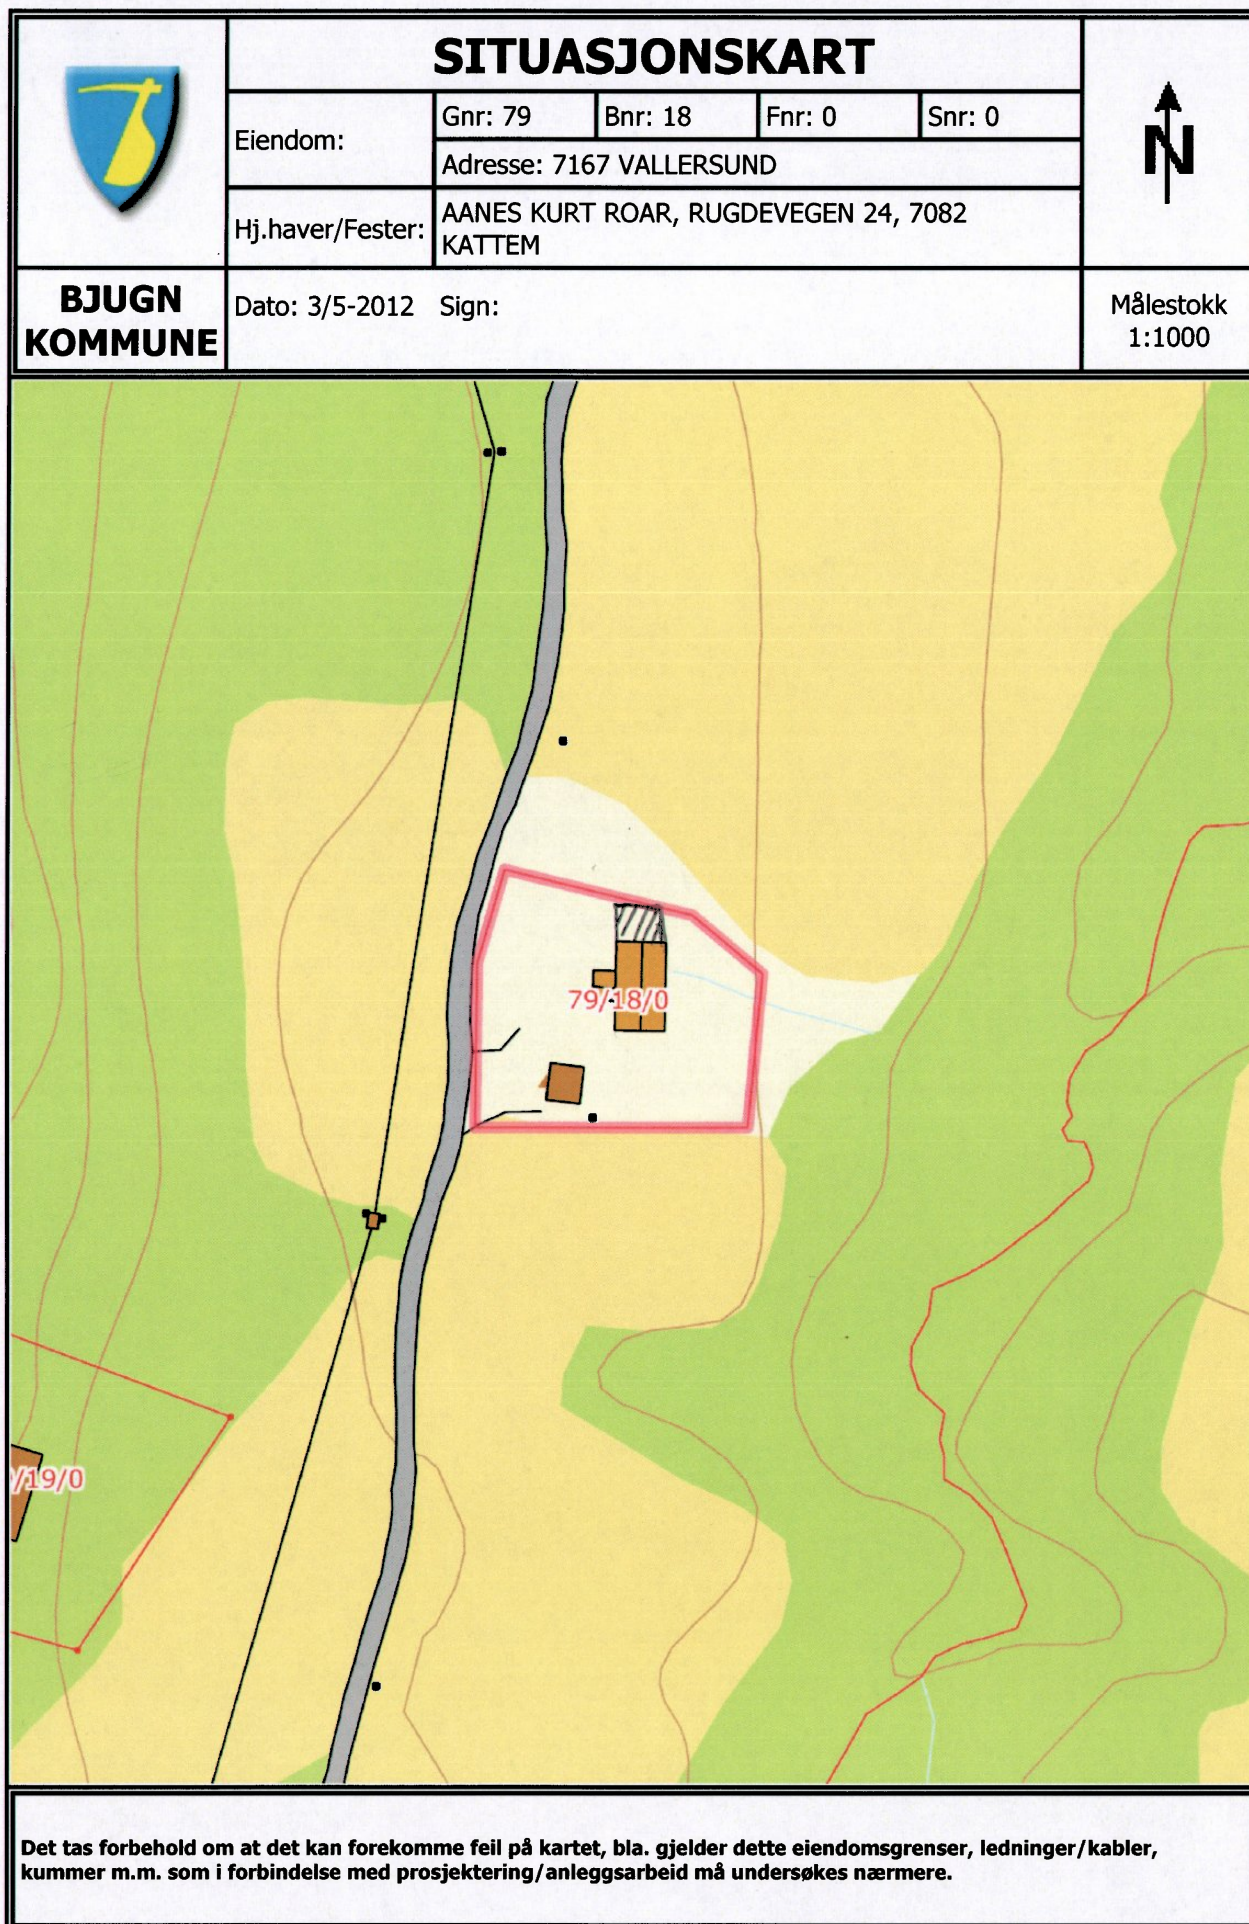 SITUASJONSKART
Eiendom:
Gnr: 79
Bnr: 18
Fnr: 0
Snr: 0
Adresse: 7167 VALLERSUND
Hj.haver/Fester:
AANES KURT ROAR, RUGDEVEGEN 24, 7082
KATTEM
N
BJUGN
KOMMUNE
Dato: 3/5-2012 Sign:
Målestokk
1:1000
79/18/0
/19/0
Det tas forbehold om at det kan forekomme feil på kartet, bla. gjelder dette eiendomsgrenser, ledninger/kabler,
kummer m.m. som i forbindelse med prosjektering/anleggsarbeid må undersøkes nærmere.